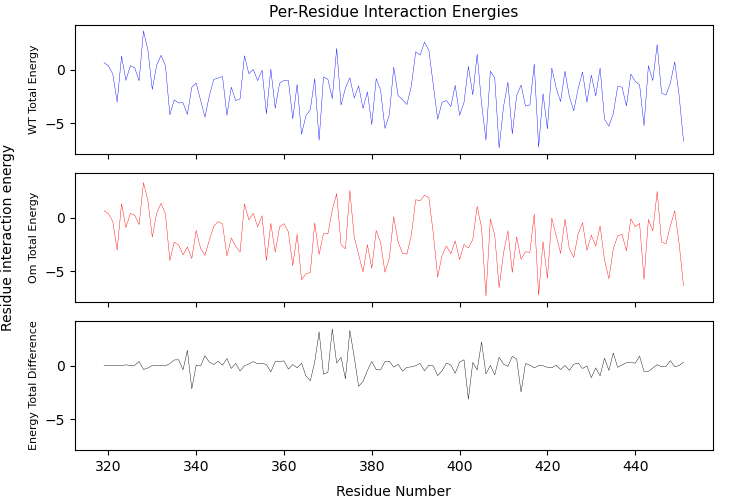 Per-Residue Interaction Energies
Residue interaction energy
WT Total Energy
0
−5
Om Total Energy
0
−5
Energy Total Difference
0
−5
320 340 360 380 400 420 440
Residue Number